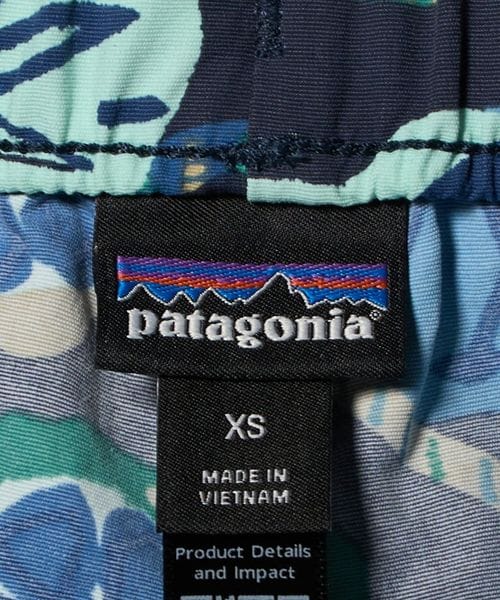 patagonia®
XS
MADE IN
VIETNAM
Product Details
and Impact